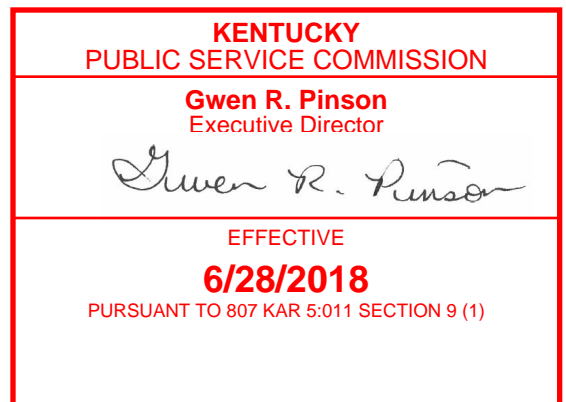 KENTUCKY
PUBLIC SERVICE COMMISSION
Gwen R. Pinson
Executive Director
Gwen R. Pinson
EFFECTIVE
6/28/2018
PURSUANT TO 807 KAR 5:011 SECTION 9 (1)